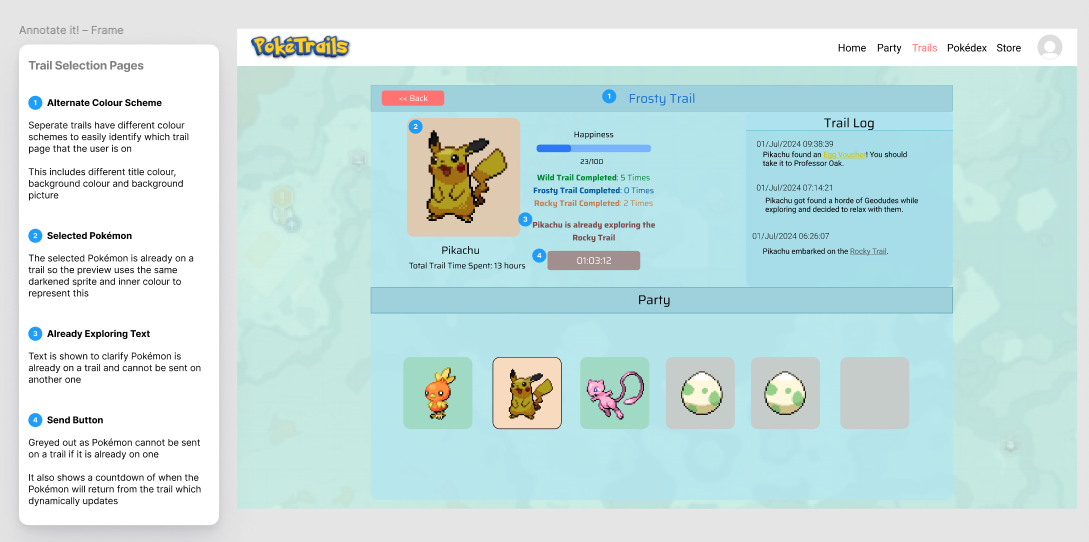 Annotate it! – Frame
Trail Selection Pages
1 Alternate Colour Scheme
Seperate trails have different colour
schemes to easily identify which trail
page that the user is on
This includes different title colour,
background colour and background
picture
2 Selected Pokémon
The selected Pokémon is already on a
trail so the preview uses the same
darkened sprite and inner colour to
represent this
3 Already Exploring Text
Text is shown to clarify Pokémon is
already on a trail and cannot be sent on
another one
4 Send Button
Greyed out as Pokémon cannot be sent
on a trail if it is already on one
It also shows a countdown of when the
Pokémon will return from the trail which
dynamically updates
PokéTrails
Home Party Trails Pokédex Store
<< Back
1 Frosty Trail
2
Pikachu
Total Trail Time Spent: 13 hours
Happiness
23/100
Wild Trail Completed: 5 Times
Frosty Trail Completed: 0 Times
Rocky Trail Completed: 2 Times
3 Pikachu is already exploring the
Rocky Trail
4 01:03:12
Trail Log
01/Jul/2024 09:38:39
Pikachu found an Egg Voucher! You should
take it to Professor Oak.
01/Jul/2024 07:14:21
Pikachu got found a horde of Geodudes while
exploring and decided to relax with them.
01/Jul/2024 06:26:07
Pikachu embarked on the Rocky Trail.
Party